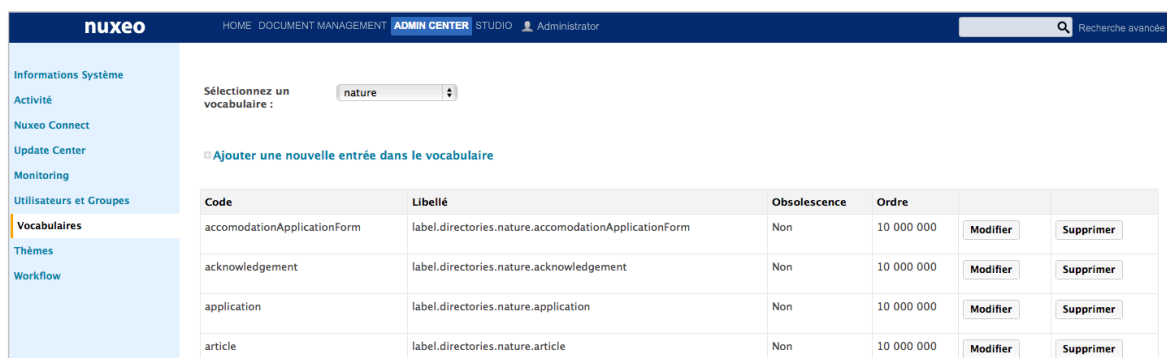 nuxeo
HOME DOCUMENT MANAGEMENT ADMIN CENTER STUDIO Administrator
Recherche avancée
Informations Système
Activité
Nuxeo Connect
Update Center
Monitoring
Utilisateurs et Groupes
Vocabulaires
Thèmes
Workflow
Sélectionnez un
vocabulaire :
nature
Ajouter une nouvelle entrée dans le vocabulaire
Code Libellé Obsolescence Ordre
accomodationApplicationForm label.directories.nature.accomodationApplicationForm Non 10 000 000 Modifier Supprimer
acknowledgement label.directories.nature.acknowledgement Non 10 000 000 Modifier Supprimer
application label.directories.nature.application Non 10 000 000 Modifier Supprimer
article label.directories.nature.article Non 10 000 000 Modifier Supprimer